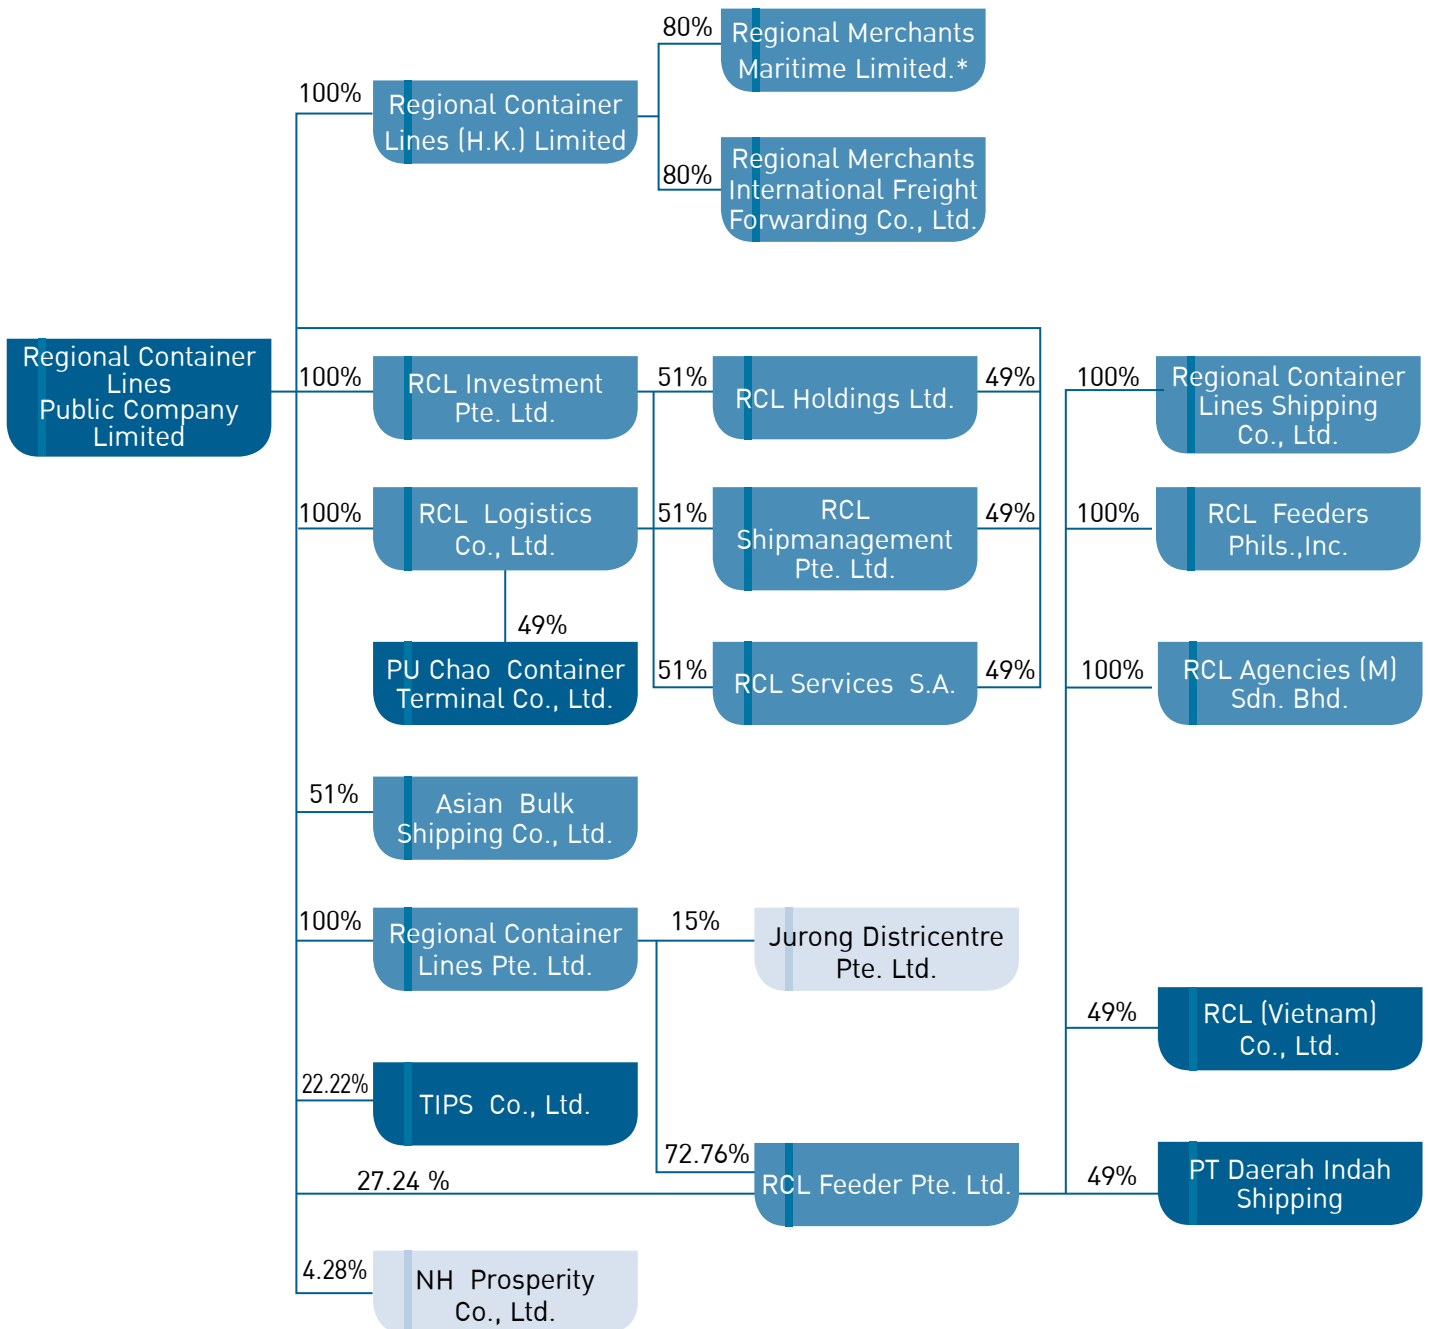 80%
Regional Merchants
Maritime Limited.*
100%
Regional Container
Lines (H.K.) Limited
80%
Regional Merchants
International Freight
Forwarding Co., Ltd.
Regional Container
Lines
Public Company
Limited
100%
RCL Investment
Pte. Ltd.
51%
RCL Holdings Ltd.
49%
100%
Regional Container
Lines Shipping
Co., Ltd.
100%
RCL Logistics
Co., Ltd.
51%
RCL
Shipmanagement
Pte. Ltd.
49%
100%
RCL Feeders
Phils.,Inc.
49%
PU Chao Container
Terminal Co., Ltd.
51%
RCL Services S.A.
49%
100%
RCL Agencies (M)
Sdn. Bhd.
51%
Asian Bulk
Shipping Co., Ltd.
100%
Regional Container
Lines Pte. Ltd.
15%
Jurong Districentre
Pte. Ltd.
49%
RCL (Vietnam)
Co., Ltd.
22.22%
TIPS Co., Ltd.
72.76%
27.24 %
RCL Feeder Pte. Ltd.
49%
PT Daerah Indah
Shipping
4.28%
NH Prosperity
Co., Ltd.